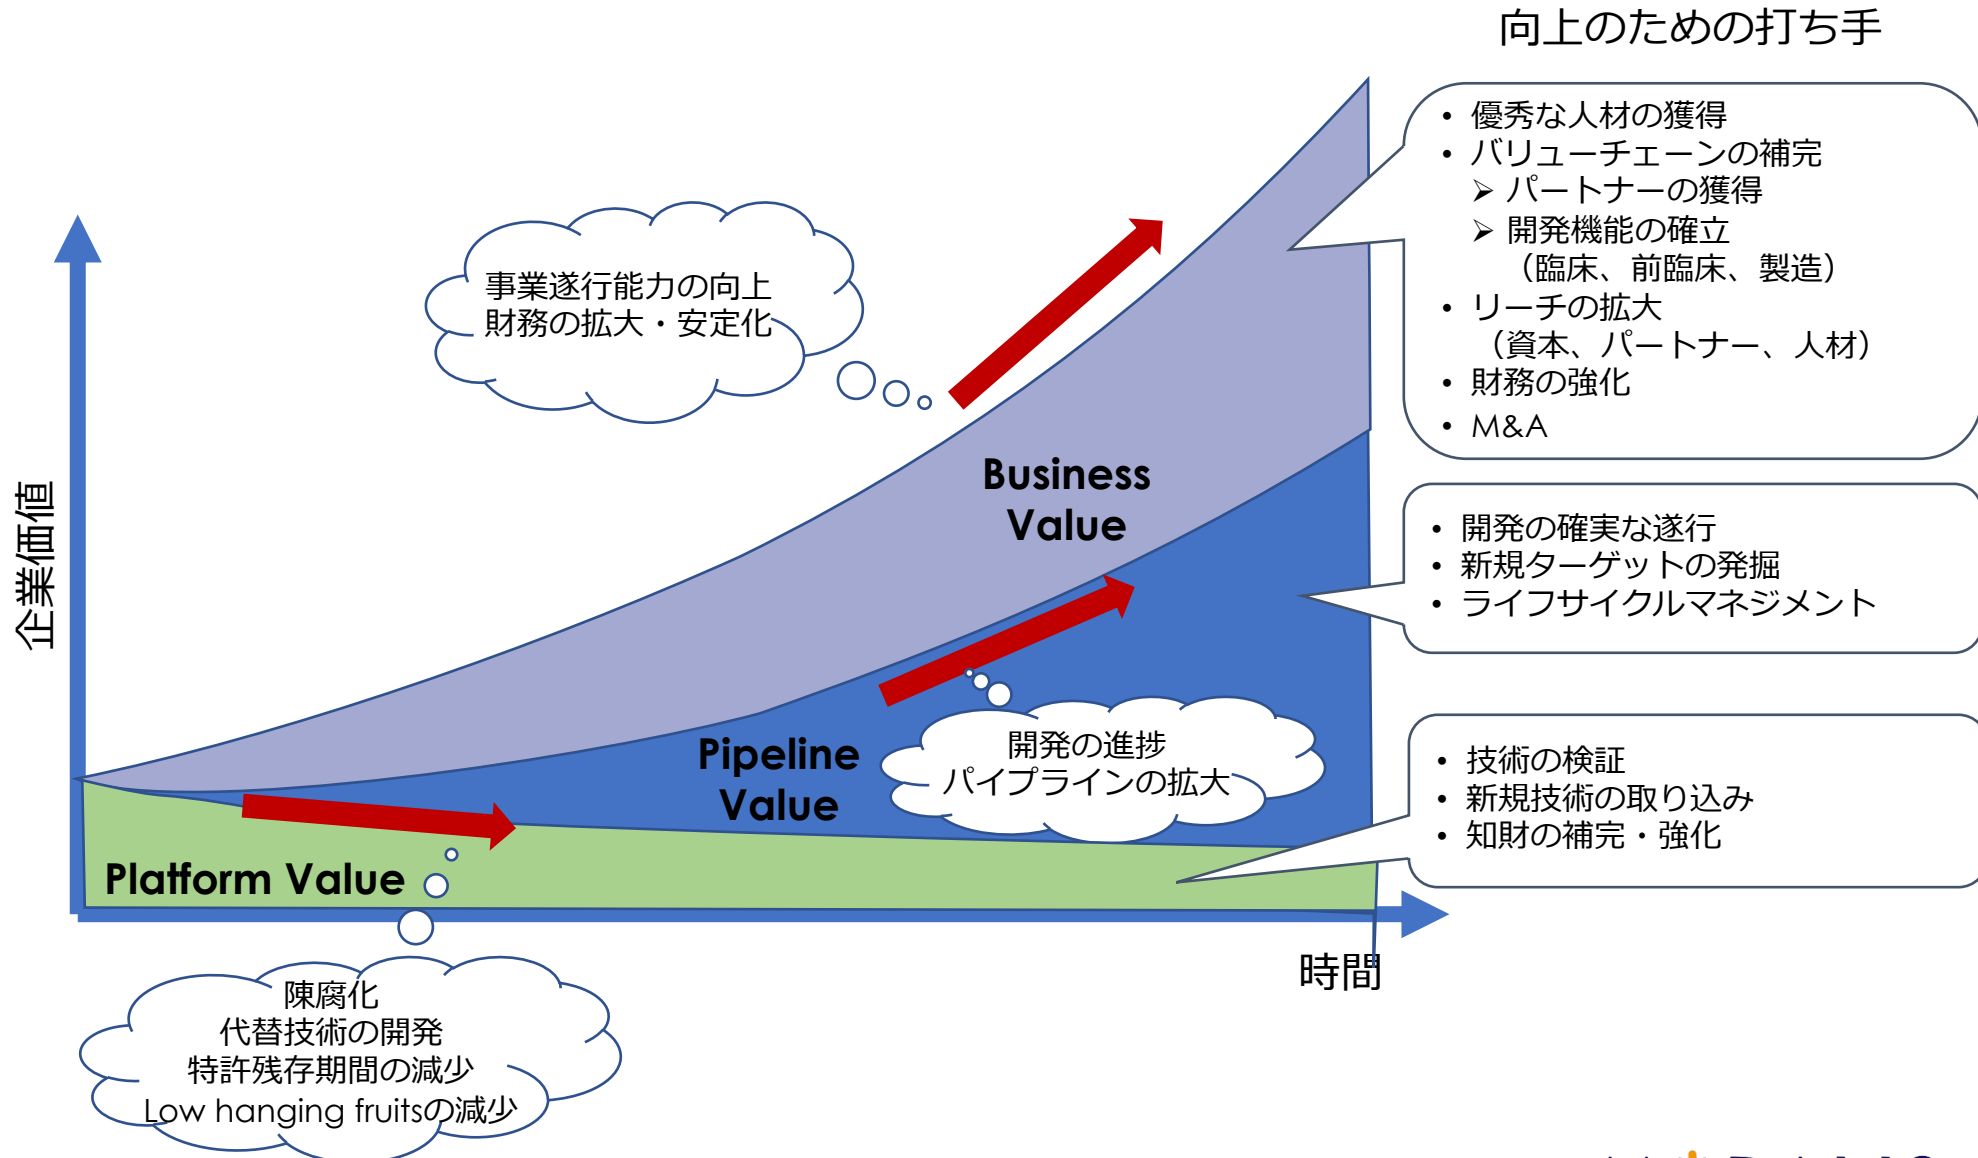 向上のための打ち手
• 優秀な人材の獲得
• バリューチェーンの補完
➢ パートナーの獲得
➢ 開発機能の確立
（臨床、前臨床、製造）
• リーチの拡大
（資本、パートナー、人材）
• 財務の強化
• M&A
事業遂行能力の向上
財務の拡大・安定化
Business
Value
企業価値
• 開発の確実な遂行
• 新規ターゲットの発掘
• ライフサイクルマネジメント
Pipeline
Value
開発の進捗
パイプラインの拡大
• 技術の検証
• 新規技術の取り込み
• 知財の補完・強化
Platform Value
時間
陳腐化
代替技術の開発
特許残存期間の減少
Low hanging fruitsの減少